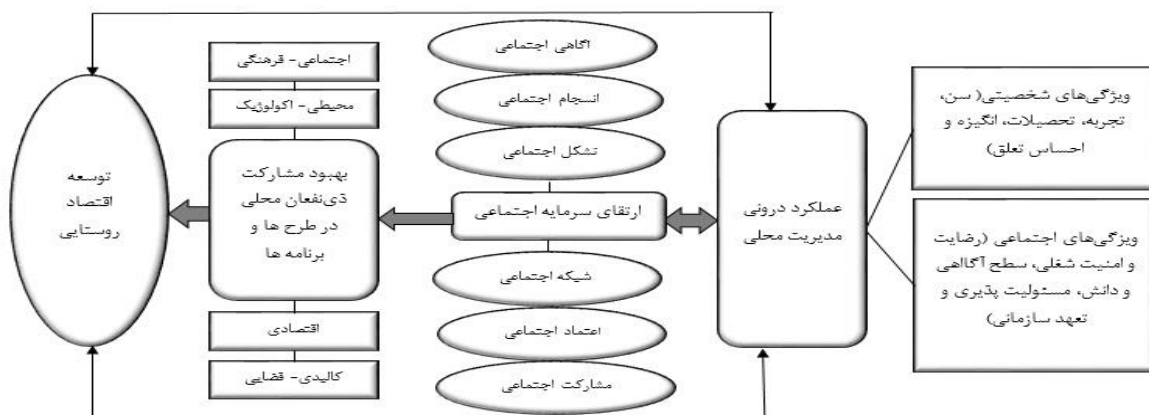 آگاهی اجتماعی
انسجام اجتماعی
تشکل اجتماعی
ارتقای سرمایه اجتماعی
شبکه اجتماعی
اعتماد اجتماعی
مشارکت اجتماعی
ویژگی‌های شخصیتی( سن،
تجربه، تحصیلات، انگیزه و
احساس تعلق)
ویژگی‌های اجتماعی (رضایت
و امنیت شغلی، سطح آگااهی
و دانش، مسئولیت پذیری و
تعهد سازمانی)
عملکرد درونی
مدیریت محلی
اجتماعی- فرهنگی
محیطی- اکولوژیک
بهبود مشارکت
ذی‌نفعان محلی
در طرح ها و
برنامه ها
اقتصادی
کالبدی- فضایی
توسعه
اقتصاد
روستایی